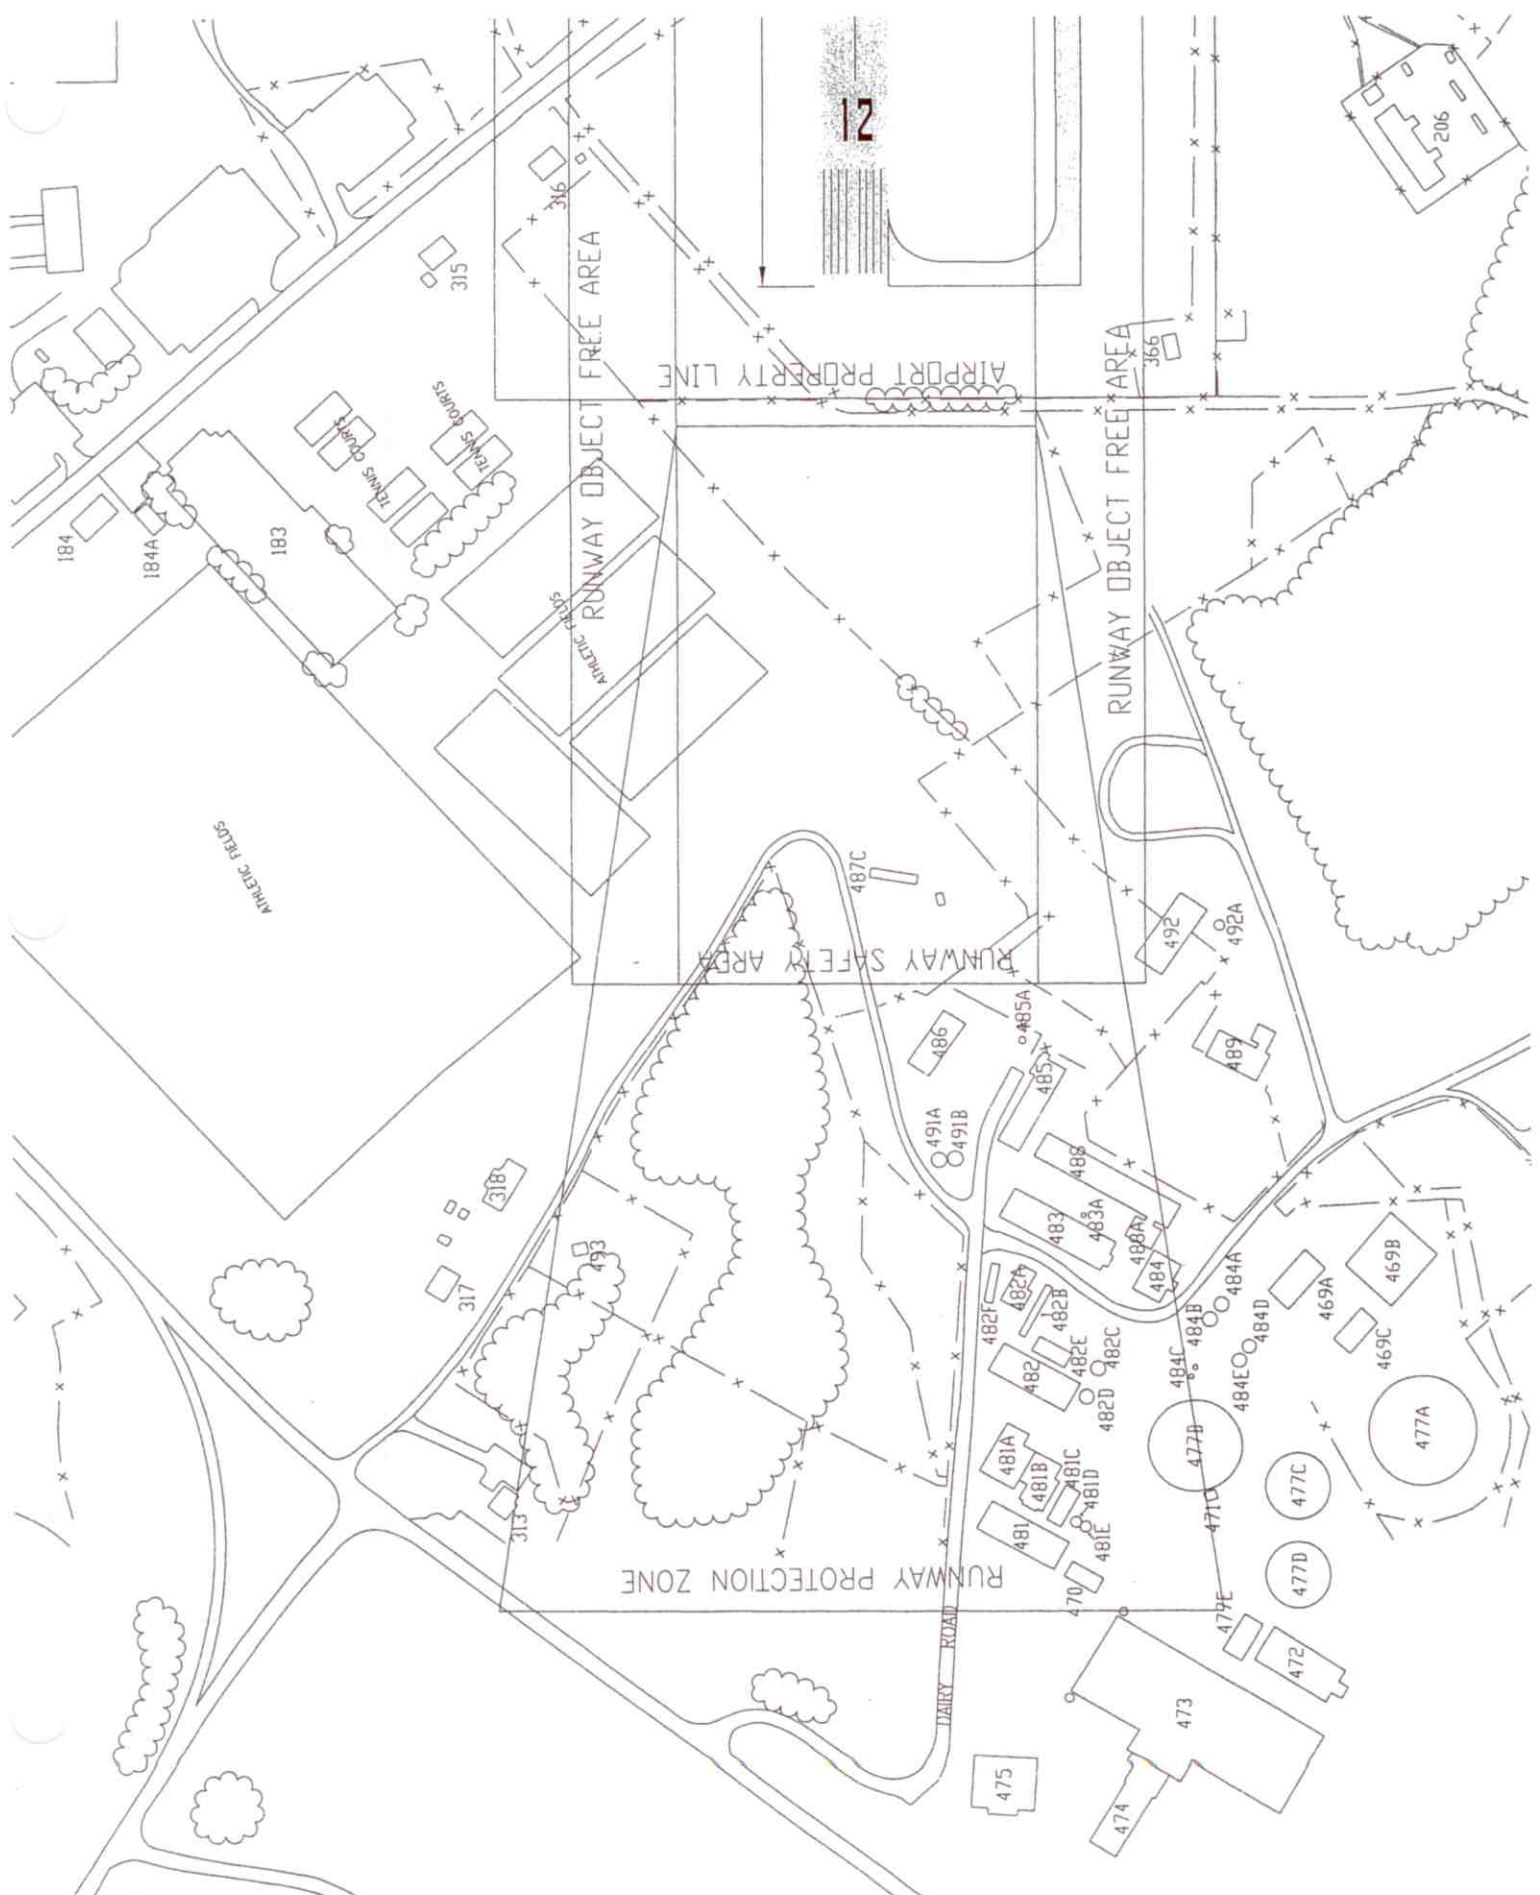 12
206
316
315
RUNWAY OBJECT FREE AREA
AIRPORT PROPERTY LINE
366
RUNWAY OBJECT FREE AREA
TENNIS COURTS
TENNIS COURTS
184
184A
183
ATHLETIC FIELDS
ATHLETIC FIELDS
487C
492
492A
RUNWAY SAFETY AREA
485A
486
489
485
491A
491B
488
318
483
483A
488A
493
317
482F
482A
482B
484
484A
484B
469B
469A
482
482E
482C
484C
484D
469C
484E
482D
477B
477A
481A
481B
481C
481D
477C
313
481
481E
471
477D
RUNWAY PROTECTION ZONE
470
477E
DAIRY ROAD
472
473
475
474